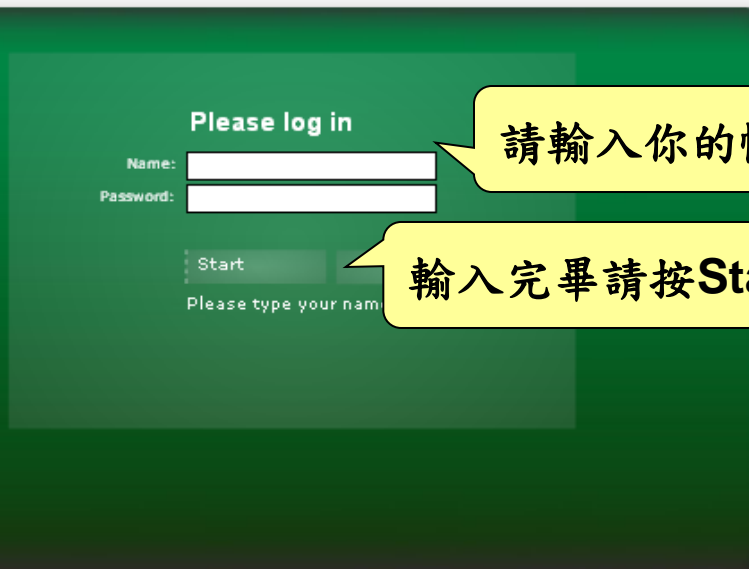 Please log in
請輸入你的
Name:
Password:
Start
輸入完畢請按Sta
Please type your nam